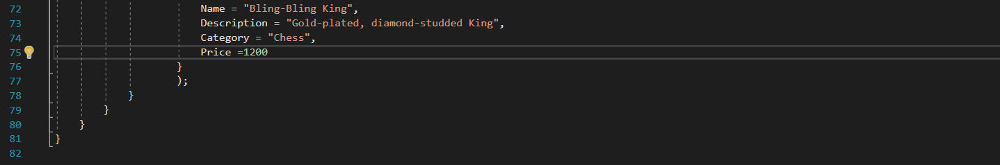 72 Name = "Bling-Bling King",
73 Description = "Gold-plated, diamond-studded King",
74 Category = "Chess",
75 Price =1200
76 }
77 );
78 }
79 }
80 }
81 }
82